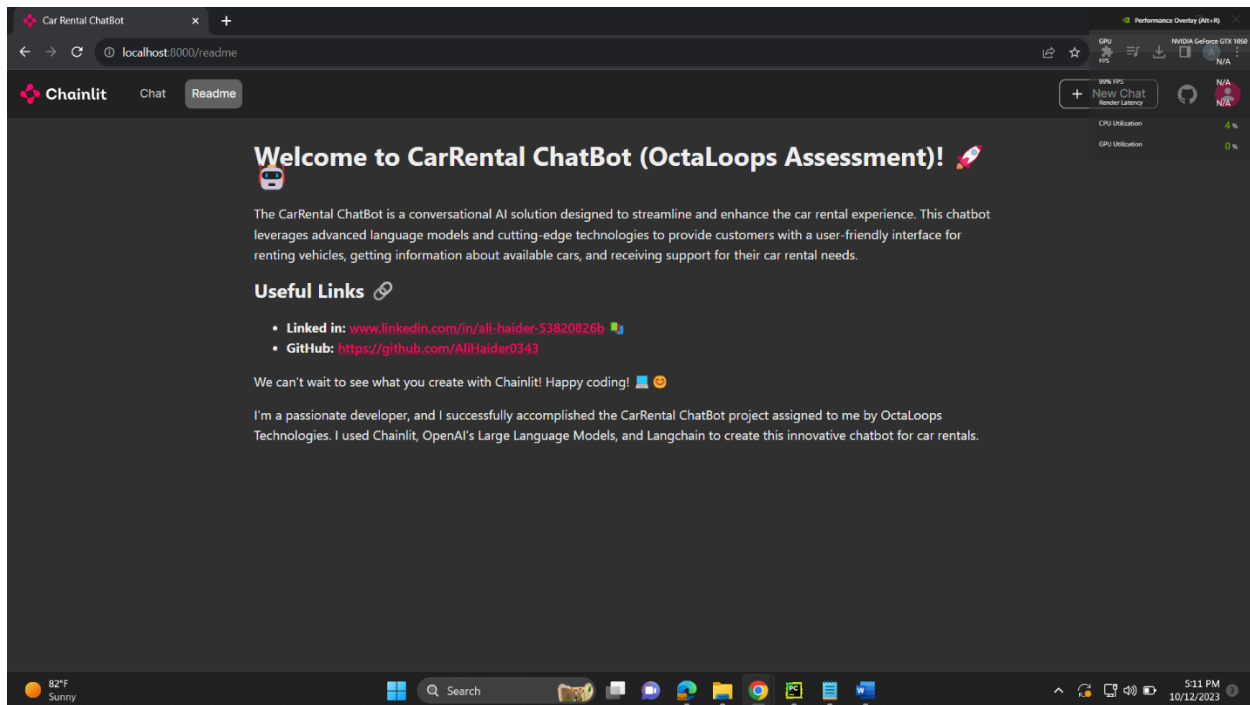 Car Rental ChatBot
Performance Overlay (Alt+R)
localhost:8000/readme
GPU NVIDIA GeForce GTX 1050
FPS N/A
Chainlit Chat Readme
99% FPS N/A
New Chat
Render Latency N/A
CPU Utilization 4 %
GPU Utilization 0 %
Welcome to CarRental ChatBot (OctaLoops Assessment)! 🚀
🤖
The CarRental ChatBot is a conversational AI solution designed to streamline and enhance the car rental experience. This chatbot
leverages advanced language models and cutting-edge technologies to provide customers with a user-friendly interface for
renting vehicles, getting information about available cars, and receiving support for their car rental needs.
Useful Links 🔗
• Linked in: www.linkedin.com/in/ali-haider-53820826b
• GitHub: https://github.com/AliHaider0343
We can't wait to see what you create with Chainlit! Happy coding! 💻 😊
I'm a passionate developer, and I successfully accomplished the CarRental ChatBot project assigned to me by OctaLoops
Technologies. I used Chainlit, OpenAI's Large Language Models, and Langchain to create this innovative chatbot for car rentals.
82°F
Sunny
Search
5:11 PM
10/12/2023